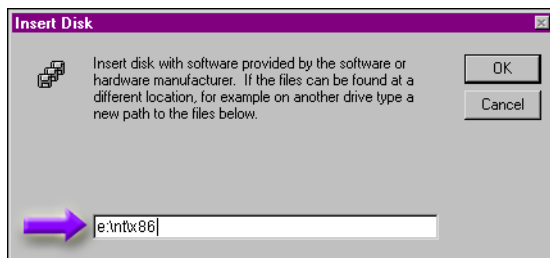 Insert Disk
Insert disk with software provided by the software or
hardware manufacturer. If the files can be found at a
different location, for example on another drive type a
new path to the files below.
OK
Cancel
e:\nt\x86